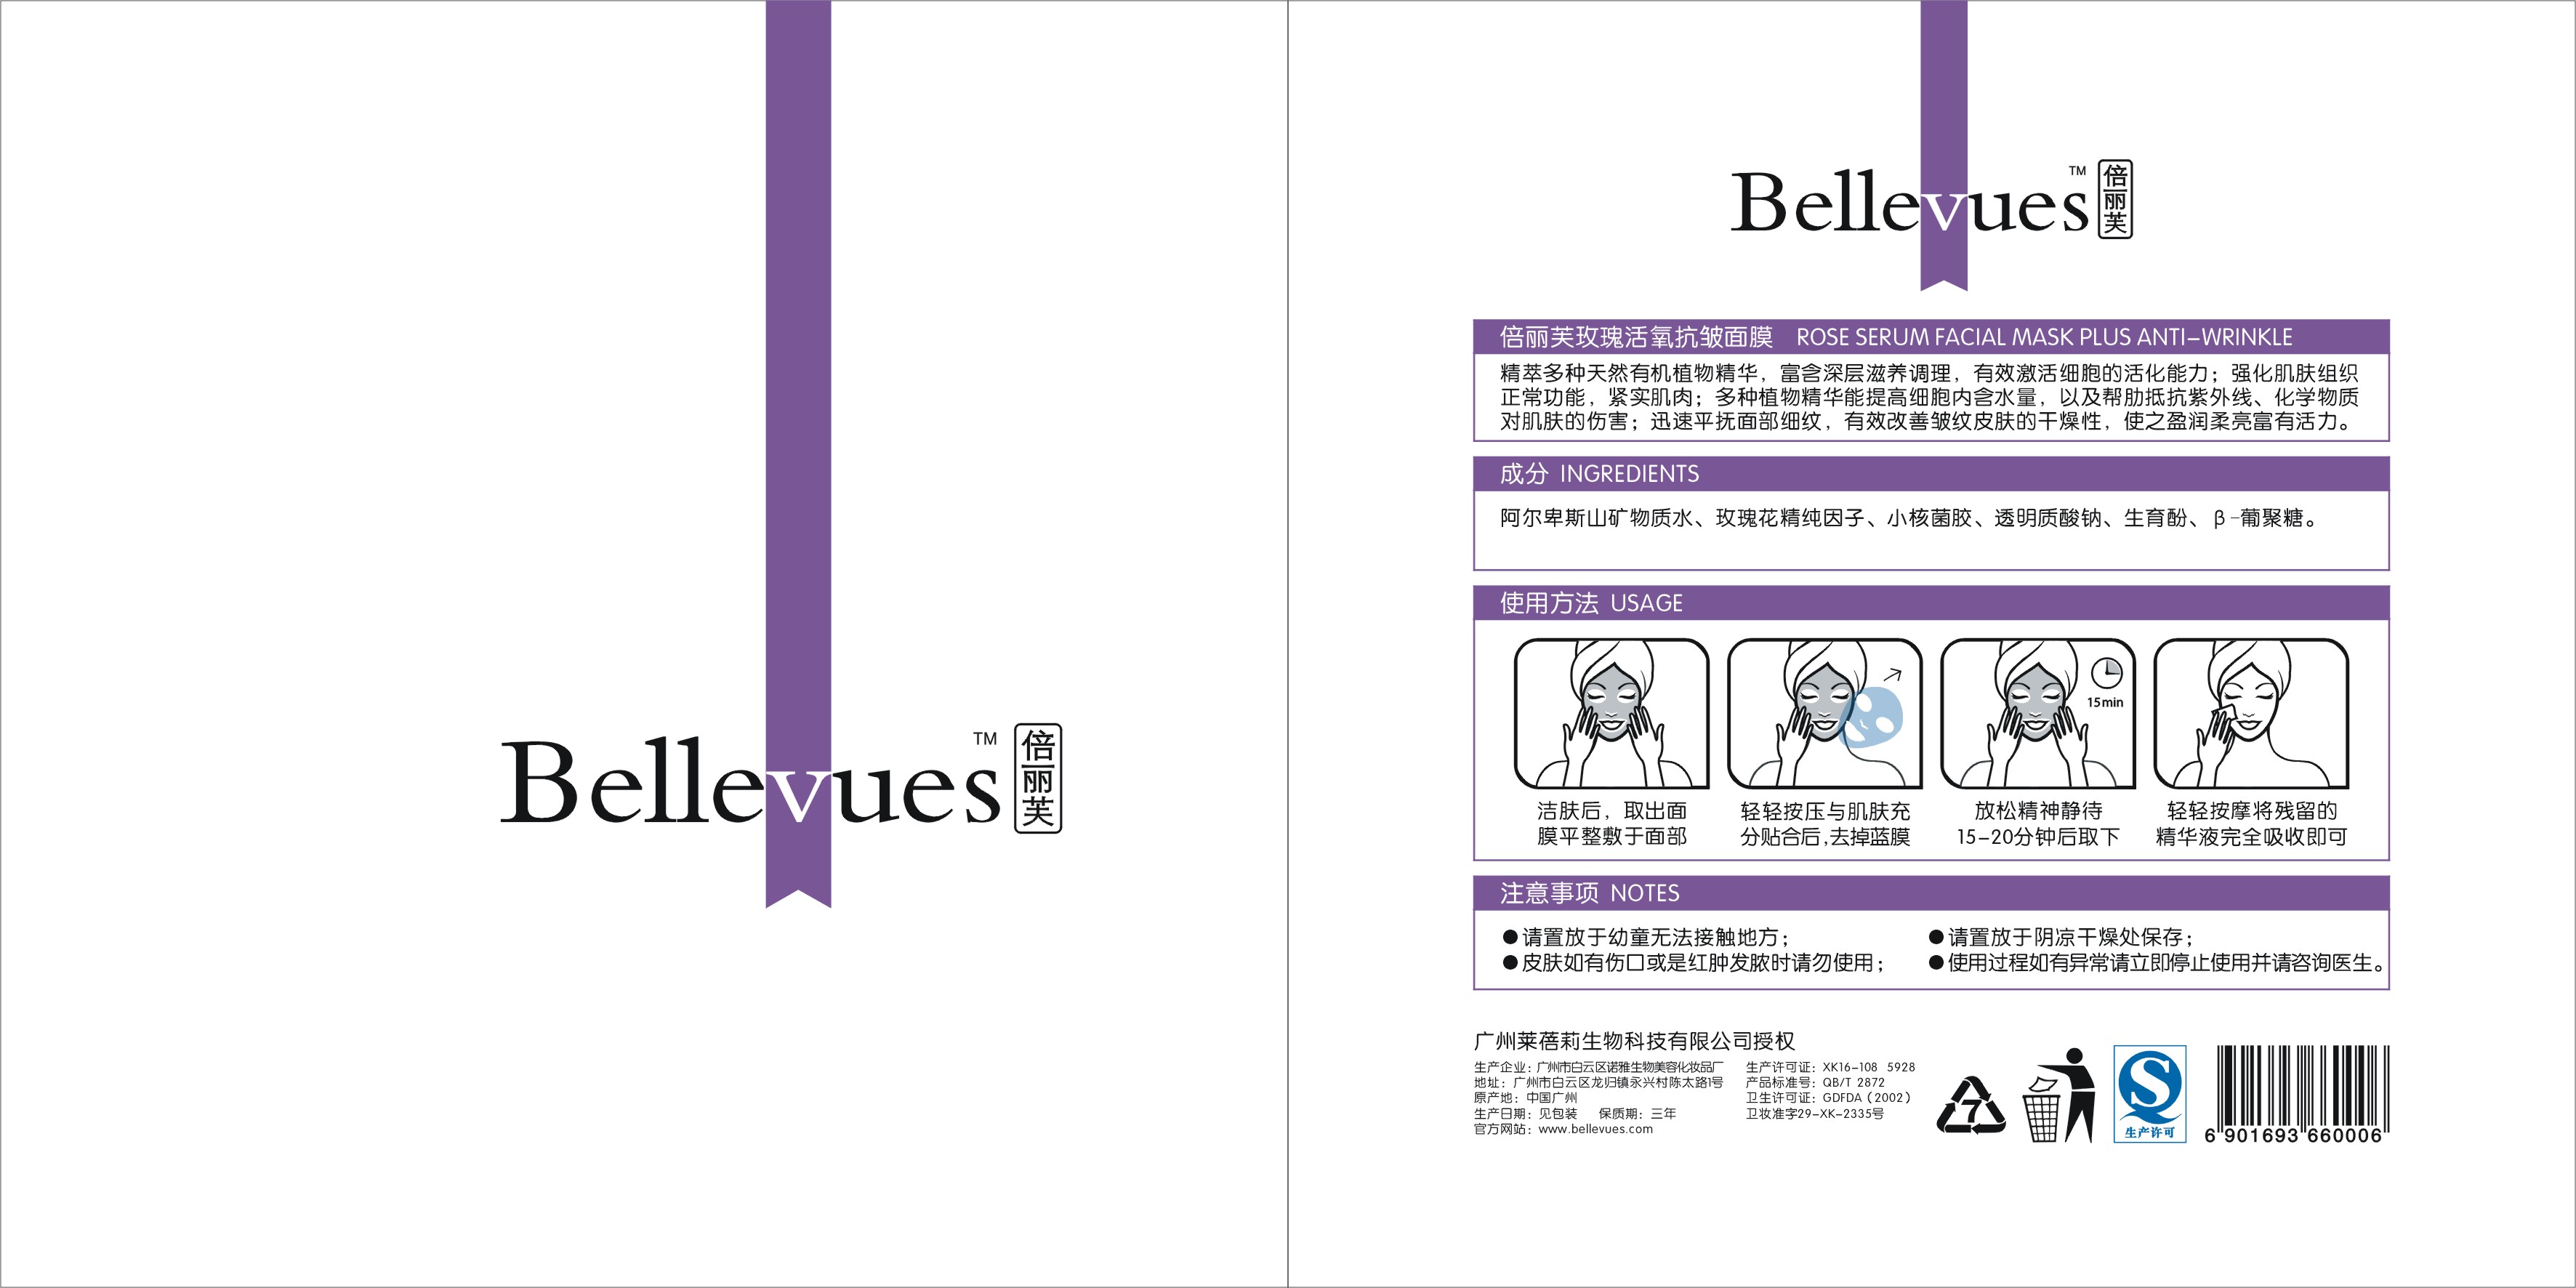 Bellevues™ 倍丽芙
Bellevues™ 倍丽芙
倍丽芙玫瑰活氧抗皱面膜 ROSE SERUM FACIAL MASK PLUS ANTI-WRINKLE
精萃多种天然有机植物精华，富含深层滋养调理，有效激活细胞的活化能力；强化肌肤组织
正常功能，紧实肌肉；多种植物精华能提高细胞内含水量，以及帮助抵抗紫外线、化学物质
对肌肤的伤害；迅速平抚面部细纹，有效改善皱纹皮肤的干燥性，使之盈润柔亮富有活力。
成分 INGREDIENTS
阿尔卑斯山矿物质水、玫瑰花精纯因子、小核菌胶、透明质酸钠、生育酚、β-葡聚糖。
使用方法 USAGE
15min
洁肤后，取出面
膜平整敷于面部
轻轻按压与肌肤充
分贴合后,去掉蓝膜
放松精神静待
15-20分钟后取下
轻轻按摩将残留的
精华液完全吸收即可
注意事项 NOTES
●请置放于幼童无法接触地方；
●皮肤如有伤口或是红肿发脓时请勿使用；
●请置放于阴凉干燥处保存；
●使用过程如有异常请立即停止使用并请咨询医生。
广州莱蓓莉生物科技有限公司授权
生产企业：广州市白云区诺雅生物美容化妆品厂
地址：广州市白云区龙归镇永兴村陈太路1号
原产地：中国广州
生产日期：见包装 保质期：三年
官方网站：www.bellevues.com
生产许可证：XK16-108 5928
产品标准号：QB/T 2872
卫生许可证：GDFDA（2002）
卫妆准字29-XK-2335号
7
生产许可
6 901693 660006